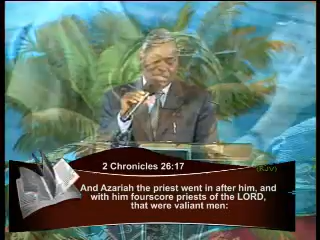 2 Chronicles 26:17
(KJV)
And Azariah the priest went in after him, and
with him fourscore priests of the LORD,
that were valiant men: